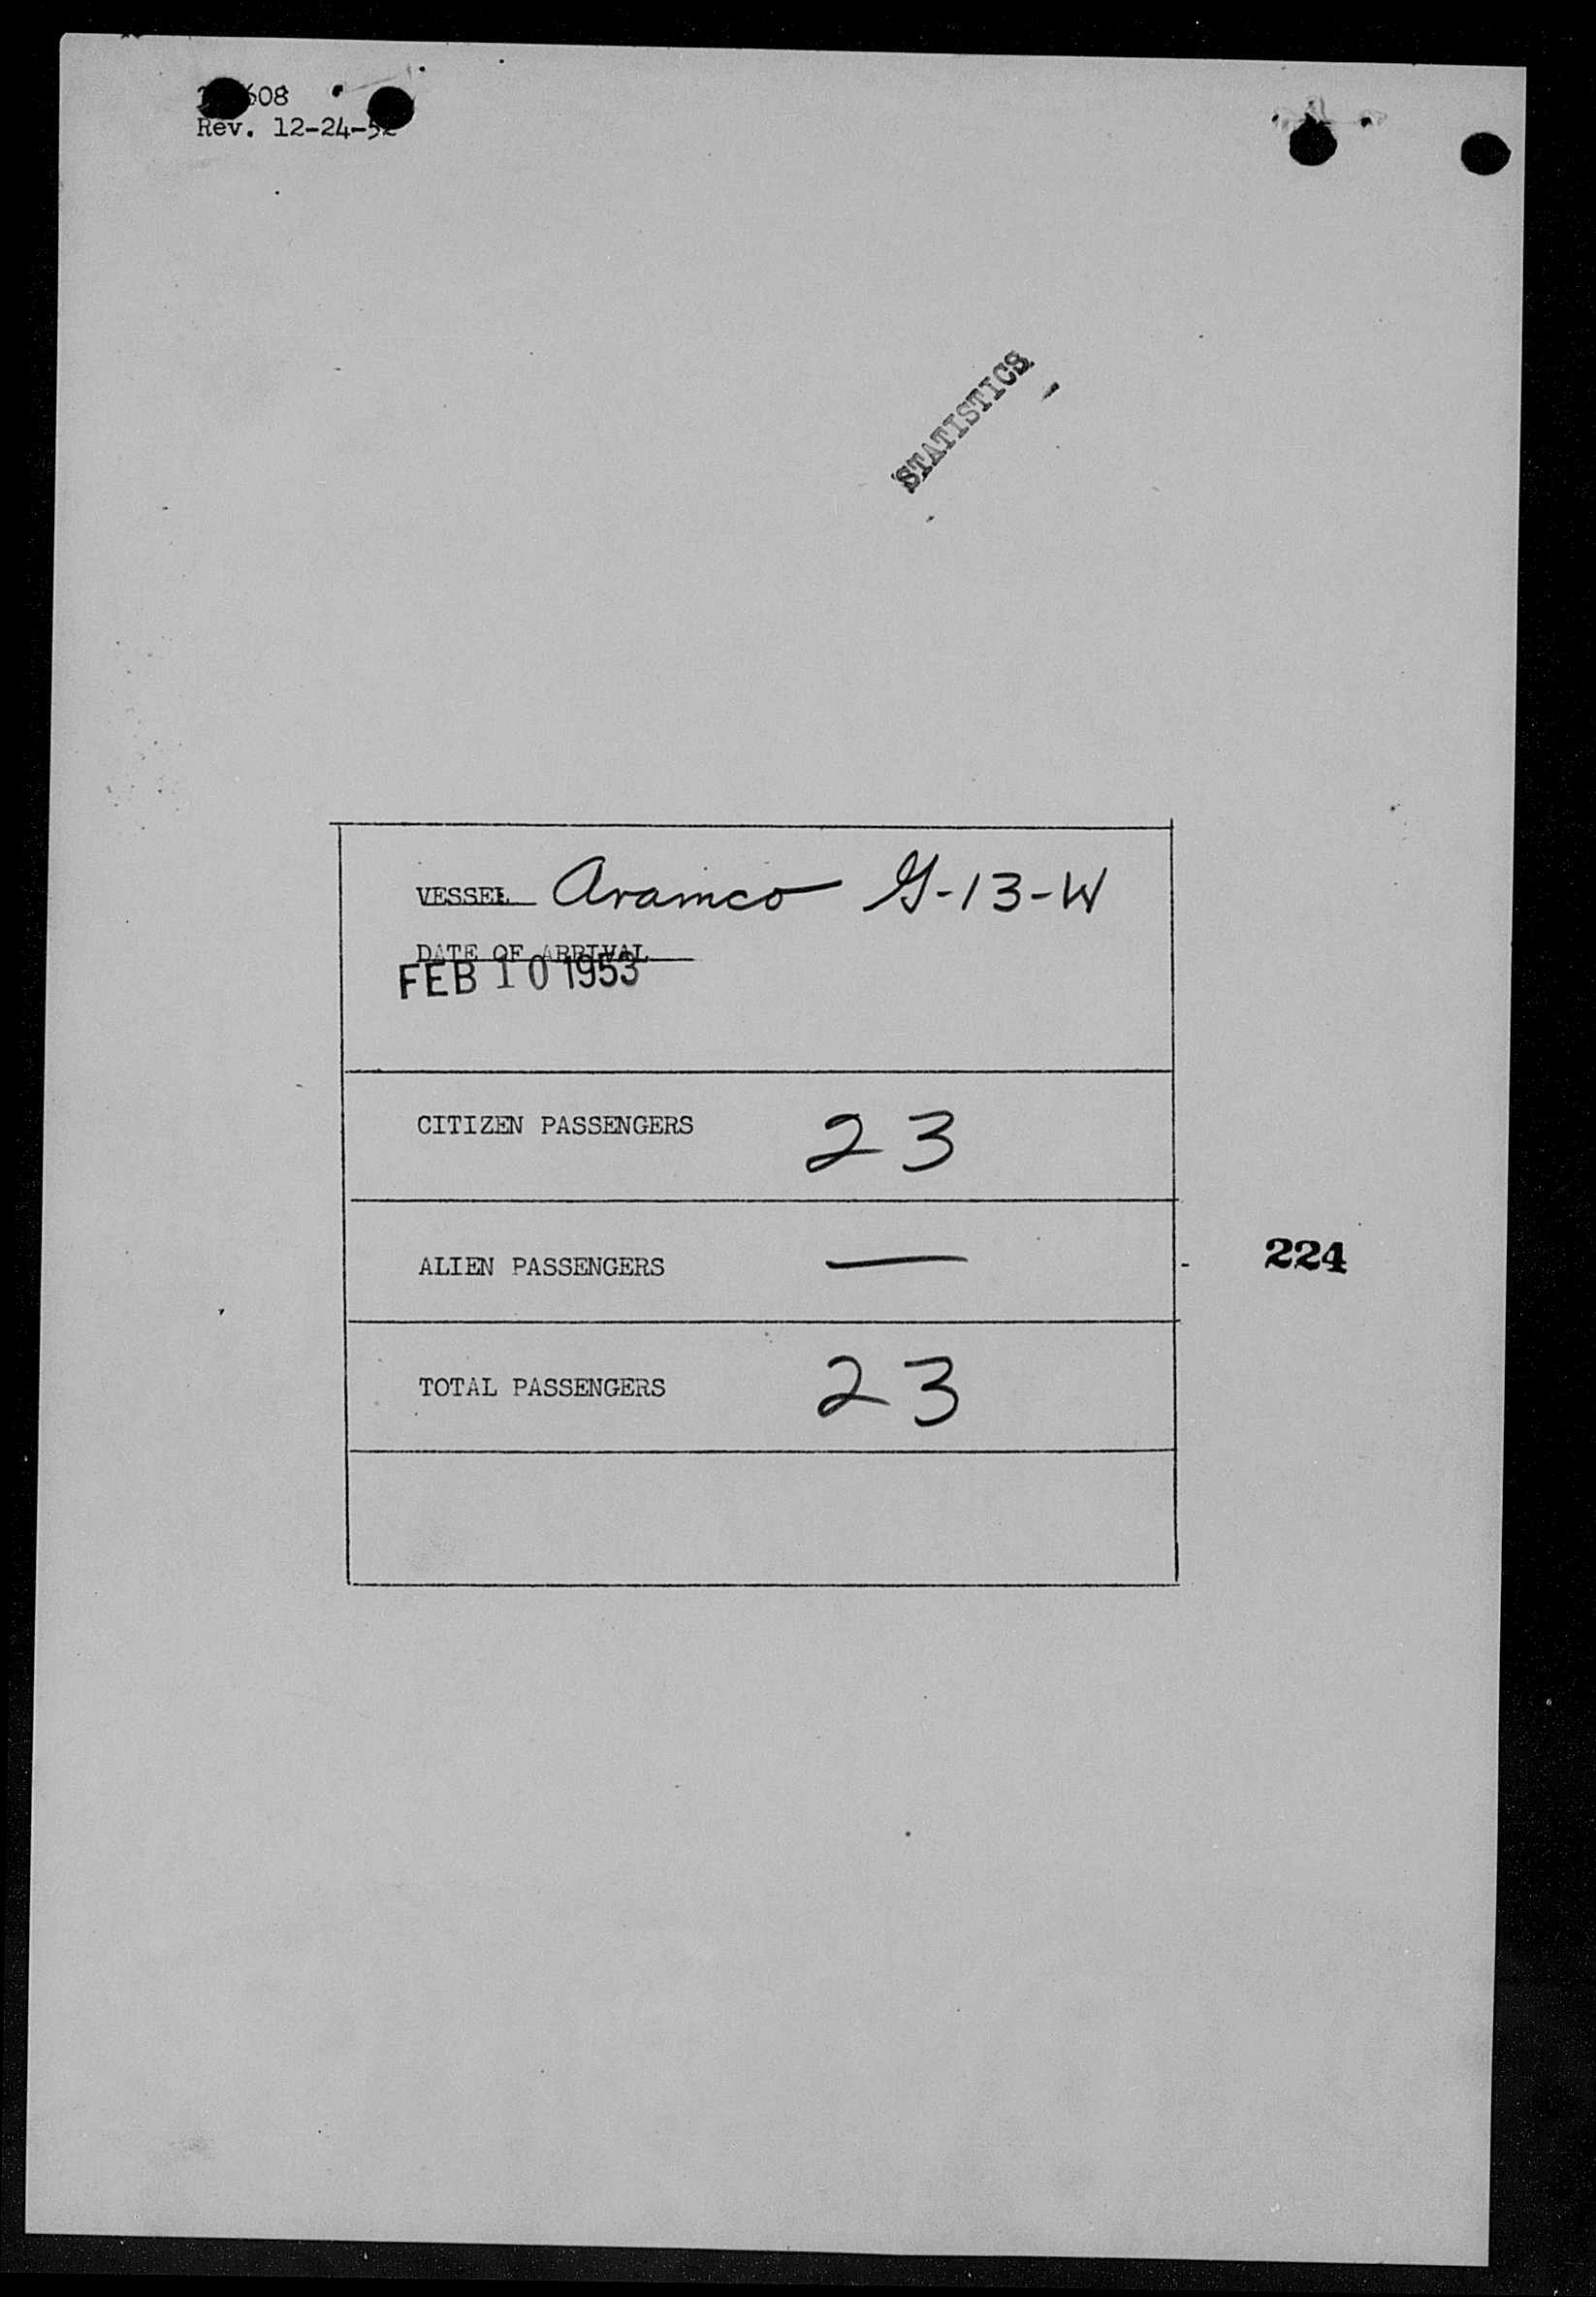 608
Rev. 12-24-52
STATISTICS
VESSEL Aramco G-13-W
DATE OF ARRIVAL
FEB 10 1953
CITIZEN PASSENGERS 23
ALIEN PASSENGERS —
224
TOTAL PASSENGERS 23